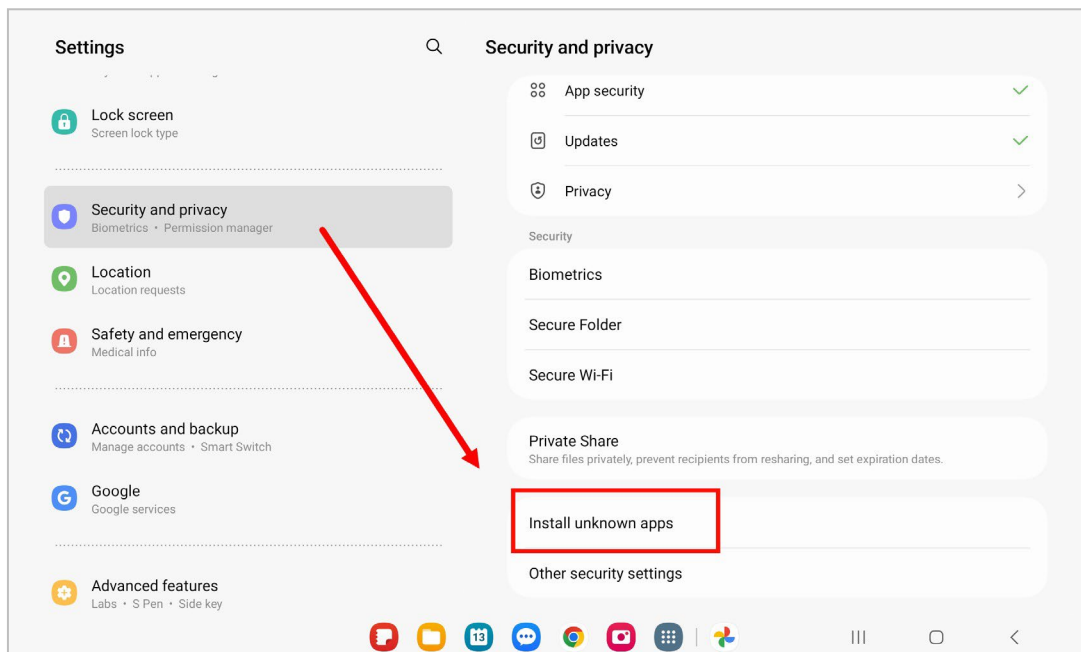 Settings
Lock screen
Screen lock type
Security and privacy
Biometrics • Permission manager
Location
Location requests
Safety and emergency
Medical info
Accounts and backup
Manage accounts • Smart Switch
Google
Google services
Advanced features
Labs • S Pen • Side key
Security and privacy
App security
Updates
Privacy
Security
Biometrics
Secure Folder
Secure Wi-Fi
Private Share
Share files privately, prevent recipients from resharing, and set expiration dates.
Install unknown apps
Other security settings
13